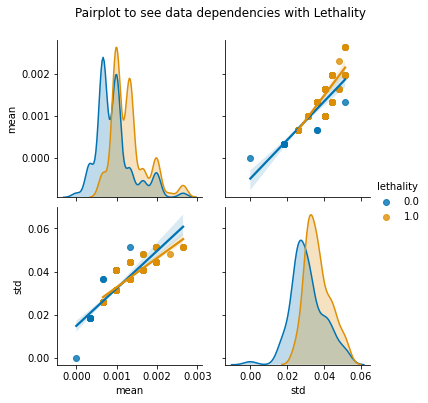 Pairplot to see data dependencies with Lethality
0.002
0.001
0.000
mean
lethality
0.0
1.0
0.06
0.04
0.02
0.00
std
0.000 0.001 0.002 0.003
mean
0.00 0.02 0.04 0.06
std